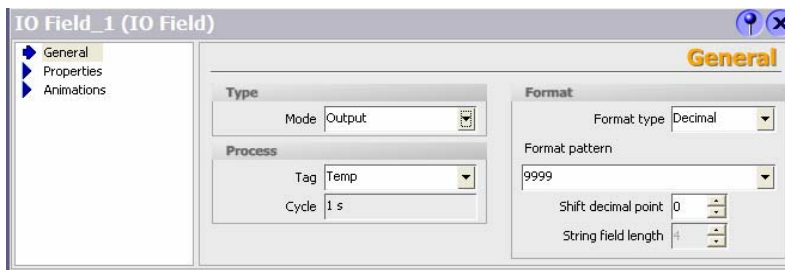 IO Field_1 (IO Field)
General
Properties
Animations
General
Type
Mode Output
Process
Tag Temp
Cycle 1 s
Format
Format type Decimal
Format pattern
9999
Shift decimal point 0
String field length 4